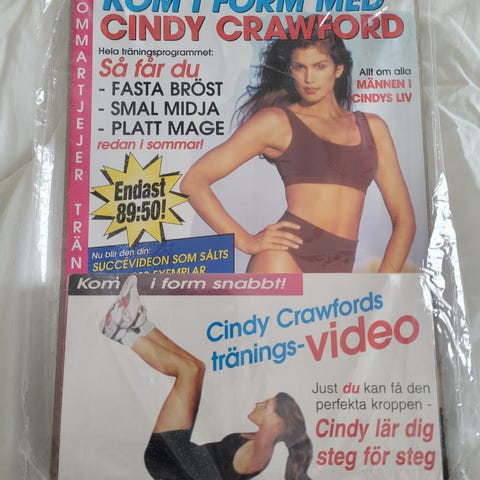 KOM I FORM MED
CINDY CRAWFORD
Hela träningsprogrammet:
Så får du
- FASTA BRÖST
- SMAL MIDJA
- PLATT MAGE
redan i sommar!
Allt om alla
MÄNNEN I
CINDYS LIV
Endast
89:50!
Nu blir den din:
SUCCÉVIDEON SOM SÅLTS
EXEMPLAR
OMMARTJEJER TRÄN
Kom i form snabbt!
Cindy Crawfords
tränings-video
Just du kan få den
perfekta kroppen -
Cindy lär dig
steg för steg